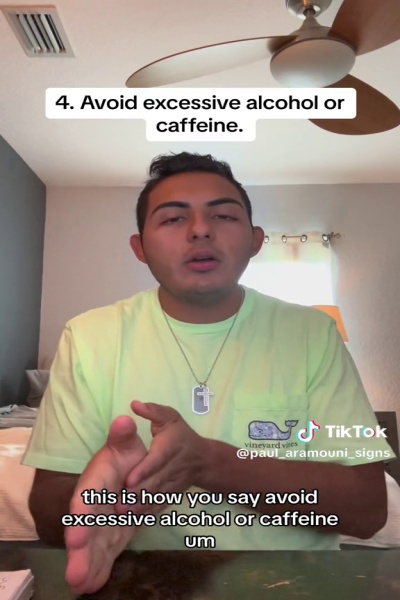 4. Avoid excessive alcohol or
caffeine.
vineyard vines
TikTok
@paul_aramouni_signs
this is how you say avoid
excessive alcohol or caffeine
um